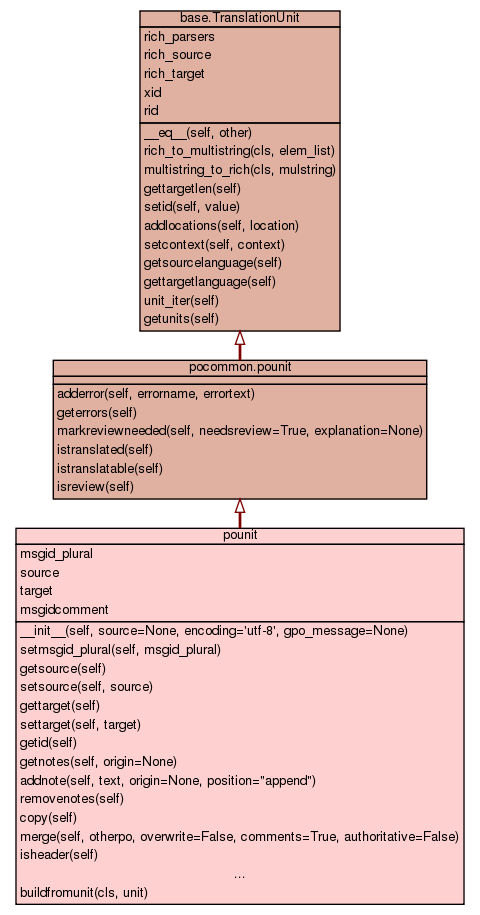 base.TranslationUnit
rich_parsers
rich_source
rich_target
xid
rid
__eq__(self, other)
rich_to_multistring(cls, elem_list)
multistring_to_rich(cls, mulstring)
gettargetlen(self)
setid(self, value)
addlocations(self, location)
setcontext(self, context)
getsourcelanguage(self)
gettargetlanguage(self)
unit_iter(self)
getunits(self)
pocommon.pounit
adderror(self, errorname, errortext)
geterrors(self)
markreviewneeded(self, needsreview=True, explanation=None)
istranslated(self)
istranslatable(self)
isreview(self)
pounit
msgid_plural
source
target
msgidcomment
__init__(self, source=None, encoding='utf-8', gpo_message=None)
setmsgid_plural(self, msgid_plural)
getsource(self)
setsource(self, source)
gettarget(self)
settarget(self, target)
getid(self)
getnotes(self, origin=None)
addnote(self, text, origin=None, position="append")
removenotes(self)
copy(self)
merge(self, otherpo, overwrite=False, comments=True, authoritative=False)
isheader(self)
...
buildfromunit(cls, unit)